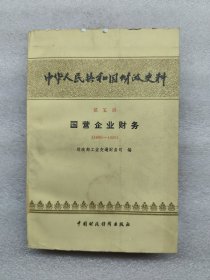 中华人民共和国财政史料
第五辑
国营企业财务
财政部工业交通财务司 编
中国财政经济出版社